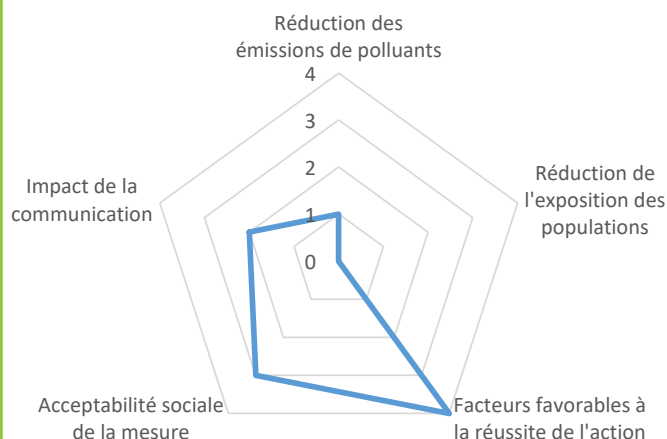 Réduction des
émissions de polluants
4
3
2
1
0
Réduction de
l'exposition des
populations
Facteurs favorables à
la réussite de l'action
Acceptabilité sociale
de la mesure
Impact de la
communication